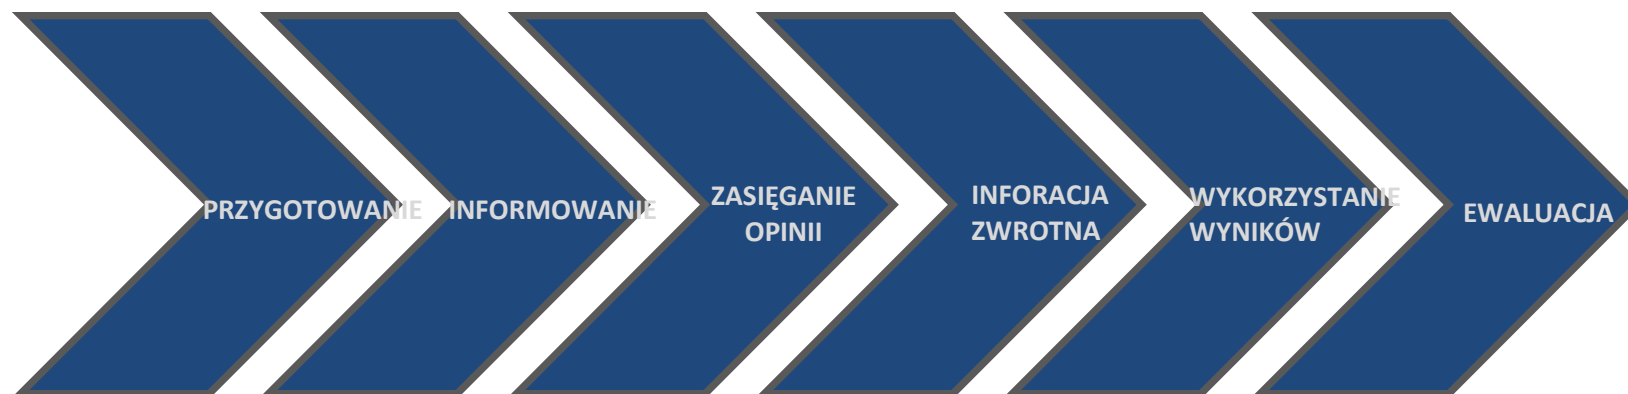 PRZYGOTOWANIE
INFORMOWANIE
ZASIĘGANIE
OPINII
INFORACJA
ZWROTNA
WYKORZYSTANIE
WYNIKÓW
EWALUACJA